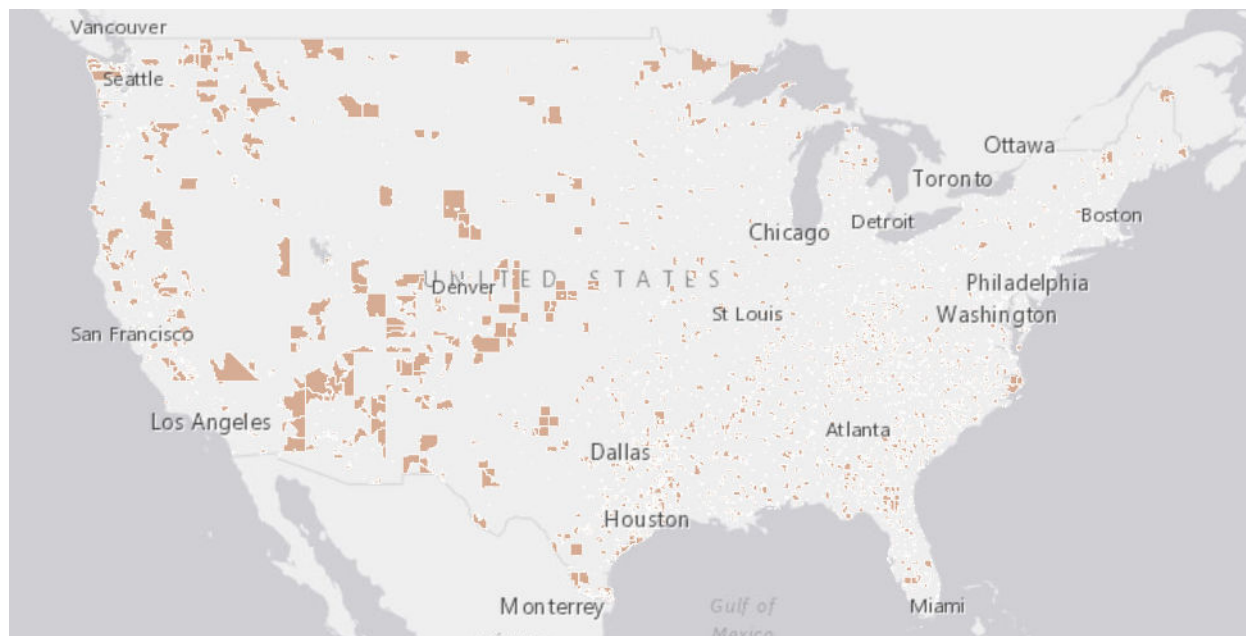 Vancouver
Seattle
Ottawa
Toronto
Boston
Detroit
Chicago
UNITED STATES
Denver
Philadelphia
St Louis
Washington
San Francisco
Los Angeles
Atlanta
Dallas
Houston
Monterrey
Gulf of
Mexico
Miami